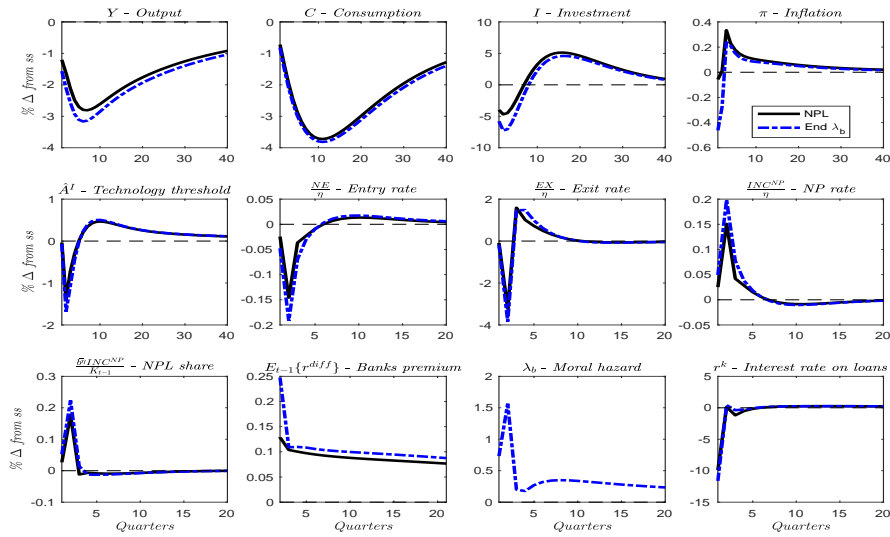 Y - Output
C - Consumption
I - Investment
π - Inflation
% Δ from ss
0
-1
-2
-3
-4
10 20 30 40
0
-1
-2
-3
-4
10 20 30 40
10
5
0
-5
-10
10 20 30 40
0.4
0.2
0
-0.2
-0.4
-0.6
10 20 30 40
NPL
End λ_b
Â^I - Technology threshold
NE/η - Entry rate
EX/η - Exit rate
INC^NP/η - NP rate
% Δ from ss
1
0
-1
-2
10 20 30 40
0.05
0
-0.05
-0.1
-0.15
-0.2
5 10 15 20
2
0
-2
-4
5 10 15 20
0.2
0.15
0.1
0.05
0
-0.05
5 10 15 20
INC^NP/K_{t-1} - NPL share
E_{t-1}{r^diff} - Banks premium
λ_b - Moral hazard
r^k - Interest rate on loans
% Δ from ss
0.3
0.2
0.1
0
-0.1
5 10 15 20
Quarters
0.25
0.2
0.15
0.1
0.05
0
5 10 15 20
Quarters
2
1.5
1
0.5
0
5 10 15 20
Quarters
5
0
-5
-10
-15
5 10 15 20
Quarters